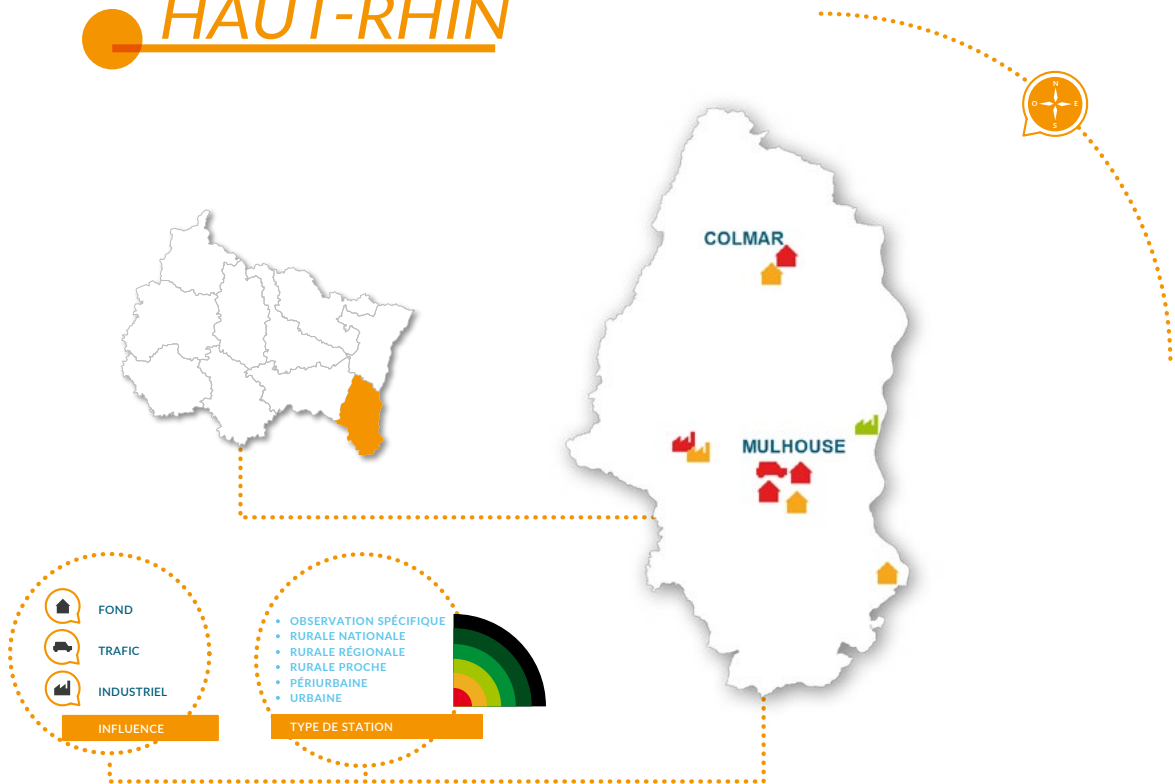 HAUT-RHIN
N
O E
S
COLMAR
MULHOUSE
FOND
TRAFIC
INDUSTRIEL
INFLUENCE
• OBSERVATION SPÉCIFIQUE
• RURALE NATIONALE
• RURALE RÉGIONALE
• RURALE PROCHE
• PÉRIURBAINE
• URBAINE
TYPE DE STATION